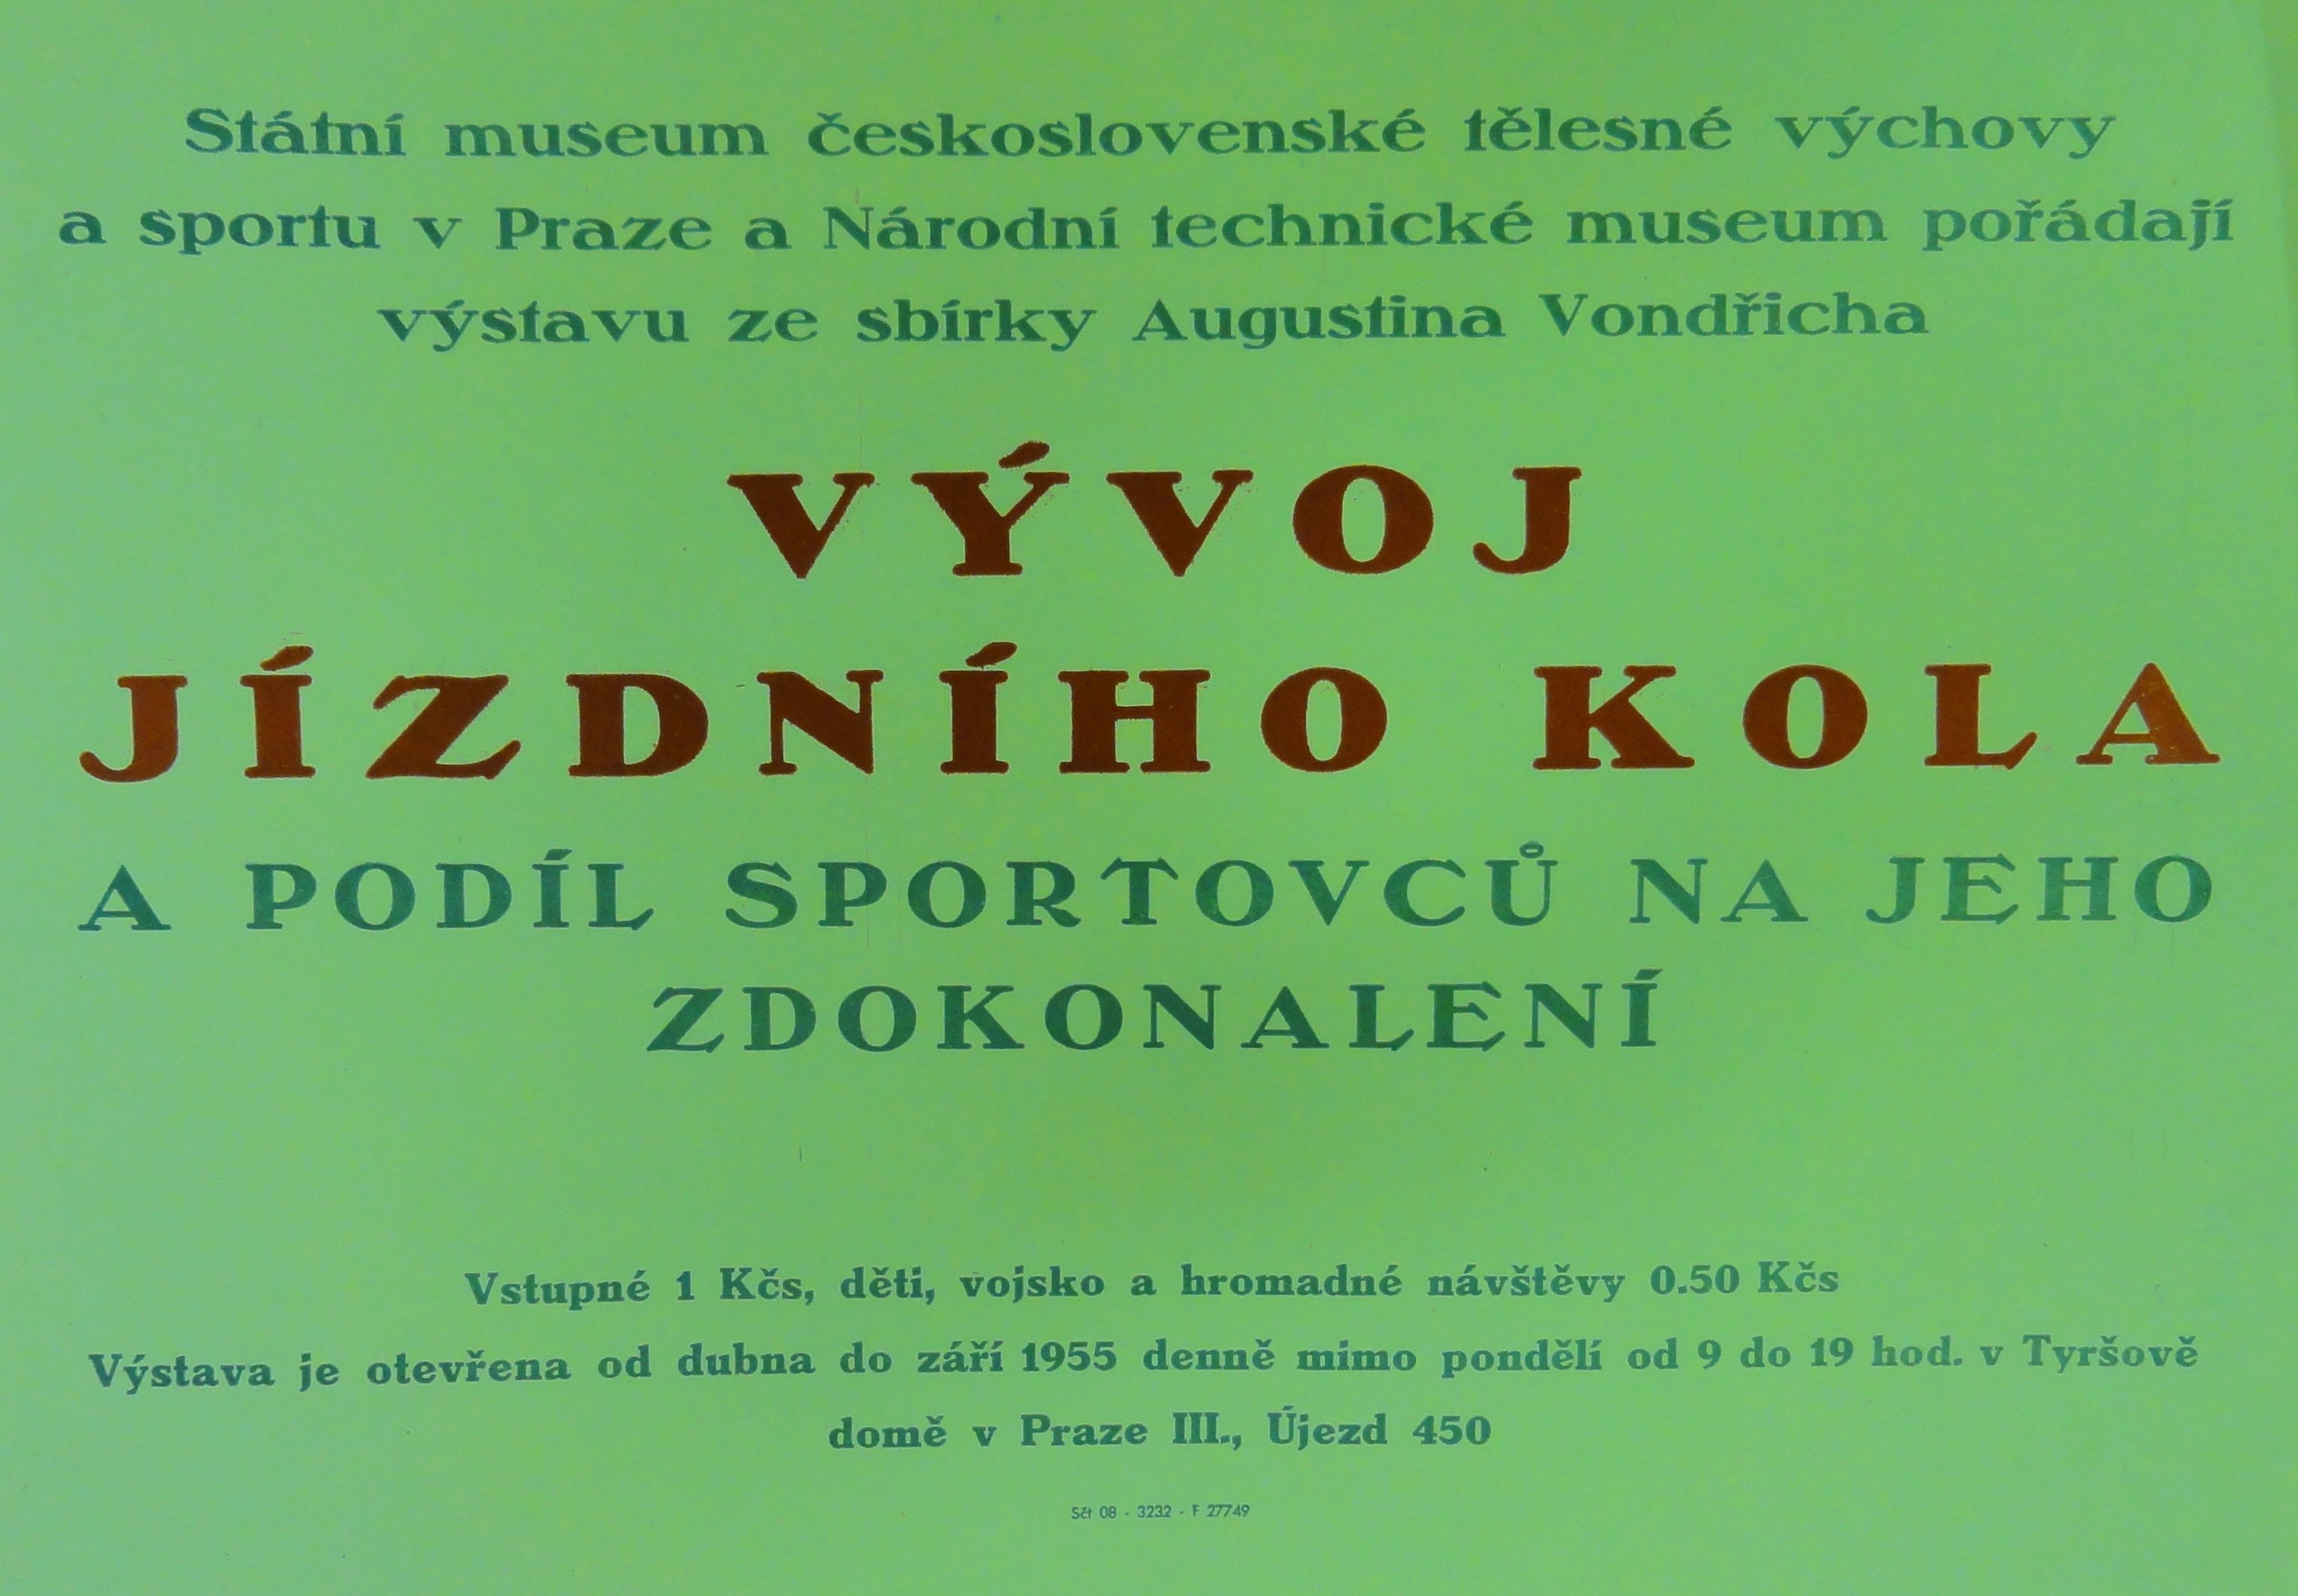 Státní museum československé tělesné výchovy
a sportu v Praze a Národní technické museum pořádají
výstavu ze sbírky Augustina Vondřicha
VÝVOJ
JÍZDNÍHO KOLA
A PODÍL SPORTOVCŮ NA JEHO
ZDOKONALENÍ
Vstupné 1 Kčs, děti, vojsko a hromadné návštěvy 0.50 Kčs
Výstava je otevřena od dubna do září 1955 denně mimo pondělí od 9 do 19 hod. v Tyršově
domě v Praze III., Újezd 450
Sčt 08 - 3232 - F 27749